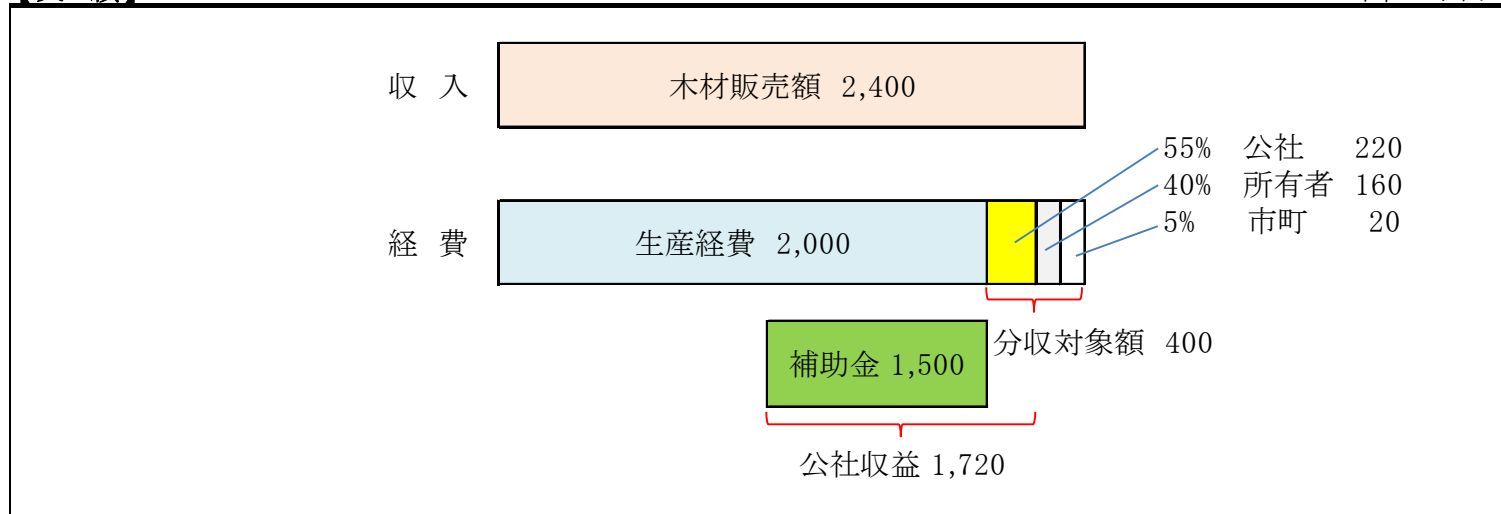 収 入 木材販売額 2,400
55% 公社 220
40% 所有者 160
5% 市町 20
経 費 生産経費 2,000
分収対象額 400
補助金 1,500
公社収益 1,720